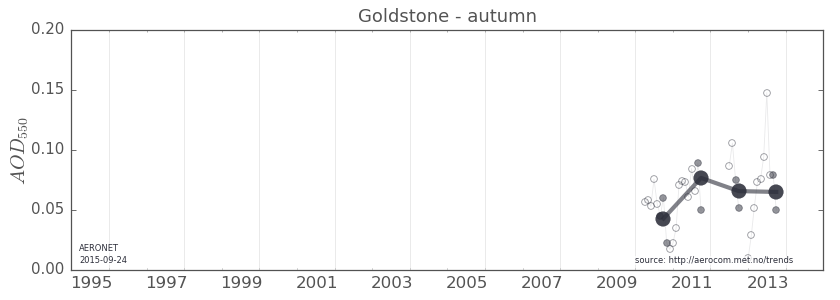 Goldstone - autumn
0.20
0.15
0.10
0.05
0.00
AOD550
AERONET
2015-09-24
source: http://aerocom.met.no/trends
1995 1997 1999 2001 2003 2005 2007 2009 2011 2013